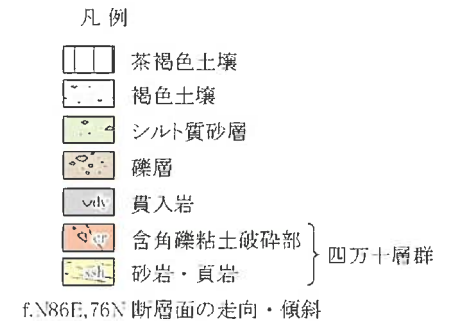 凡例
茶褐色土壌
褐色土壌
シルト質砂層
礫層
vdy 貫入岩
cr 含角礫粘土破砕部
ssh 砂岩・頁岩
四万十層群
f.N86E,76N 断層面の走向・傾斜